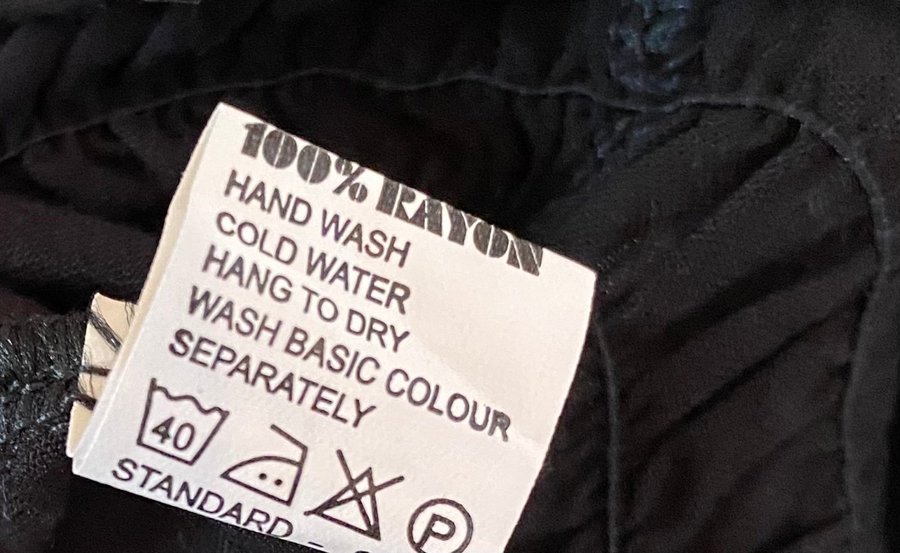 100% RAYON
HAND WASH
COLD WATER
HANG TO DRY
WASH BASIC COLOUR
SEPARATELY
40 P
STANDARD